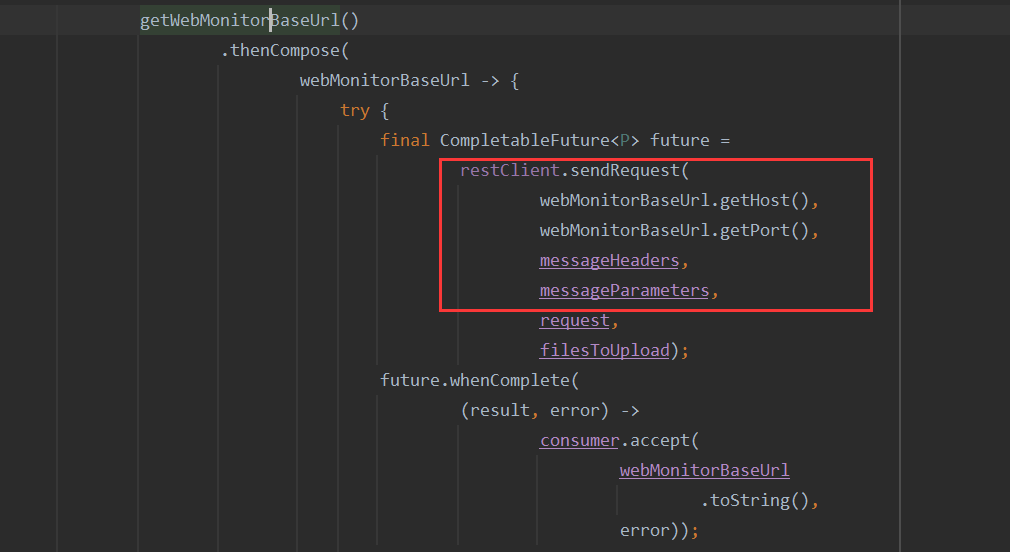 getWebMonitorBaseUrl()
.thenCompose(
webMonitorBaseUrl -> {
try {
final CompletableFuture<P> future =
restClient.sendRequest(
webMonitorBaseUrl.getHost(),
webMonitorBaseUrl.getPort(),
messageHeaders,
messageParameters,
request,
filesToUpload);
future.whenComplete(
(result, error) ->
consumer.accept(
webMonitorBaseUrl
.toString(),
error));